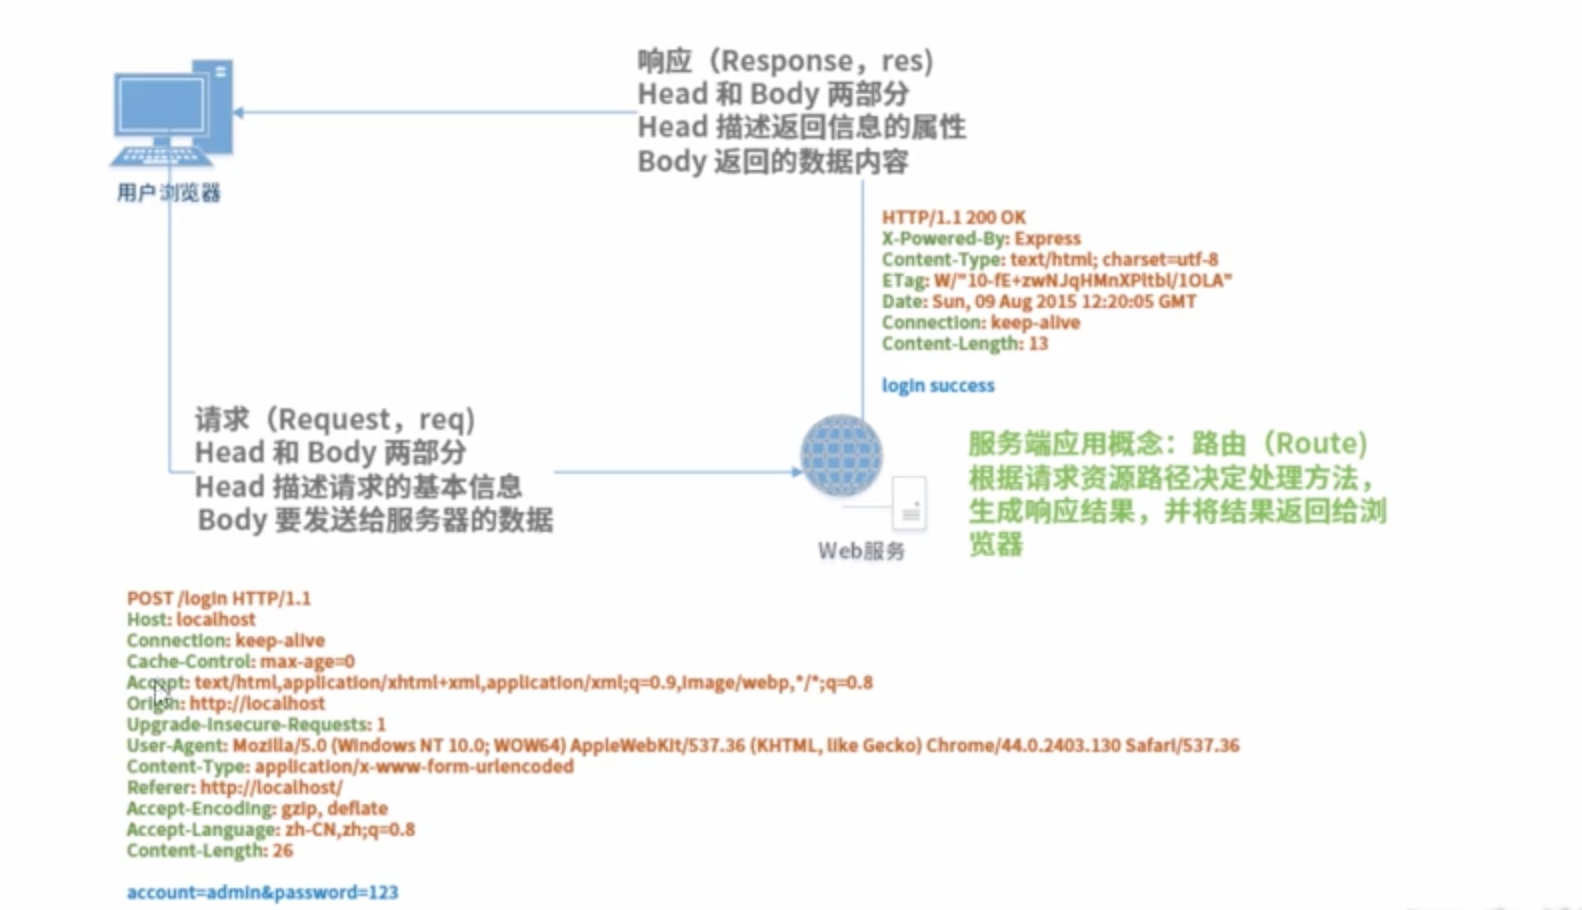 响应（Response，res)
Head 和 Body 两部分
Head 描述返回信息的属性
Body 返回的数据内容
用户浏览器
HTTP/1.1 200 OK
X-Powered-By: Express
Content-Type: text/html; charset=utf-8
ETag: W/"10-fE+zwNJqHMnXPltbl/1OLA"
Date: Sun, 09 Aug 2015 12:20:05 GMT
Connection: keep-alive
Content-Length: 13
login success
请求（Request，req)
Head 和 Body 两部分
Head 描述请求的基本信息
Body 要发送给服务器的数据
Web服务
服务端应用概念：路由（Route)
根据请求资源路径决定处理方法，
生成响应结果，并将结果返回给浏
览器
POST /login HTTP/1.1
Host: localhost
Connection: keep-alive
Cache-Control: max-age=0
Accept: text/html,application/xhtml+xml,application/xml;q=0.9,image/webp,*/*;q=0.8
Origin: http://localhost
Upgrade-Insecure-Requests: 1
User-Agent: Mozilla/5.0 (Windows NT 10.0; WOW64) AppleWebKit/537.36 (KHTML, like Gecko) Chrome/44.0.2403.130 Safari/537.36
Content-Type: application/x-www-form-urlencoded
Referer: http://localhost/
Accept-Encoding: gzip, deflate
Accept-Language: zh-CN,zh;q=0.8
Content-Length: 26
account=admin&password=123